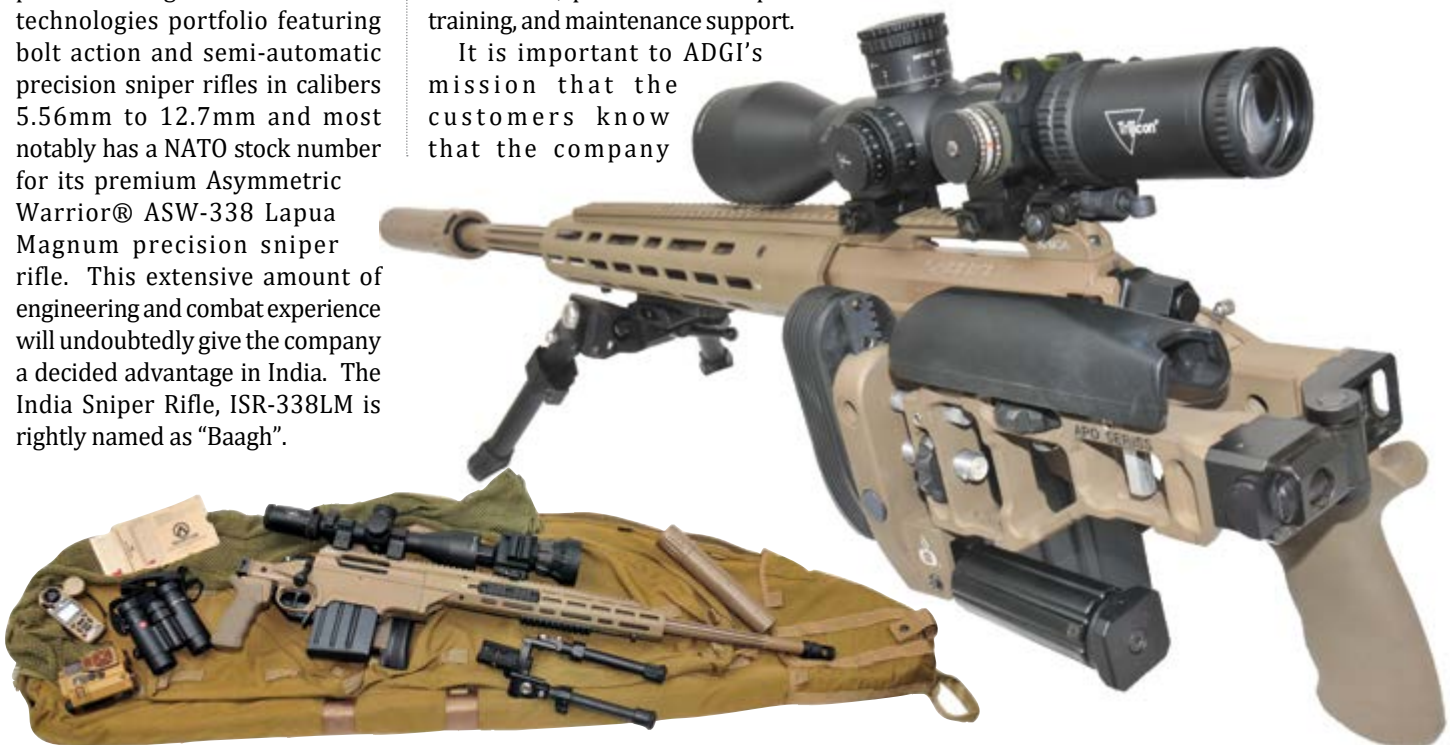 technologies portfolio featuring
bolt action and semi-automatic
precision sniper rifles in calibers
5.56mm to 12.7mm and most
notably has a NATO stock number
for its premium Asymmetric
Warrior® ASW-338 Lapua
Magnum precision sniper
rifle. This extensive amount of
engineering and combat experience
will undoubtedly give the company
a decided advantage in India. The
India Sniper Rifle, ISR-338LM is
rightly named as “Baagh”.
training, and maintenance support.
It is important to ADGI’s
mission that the
customers know
that the company
Trijicon®
APO SERIES